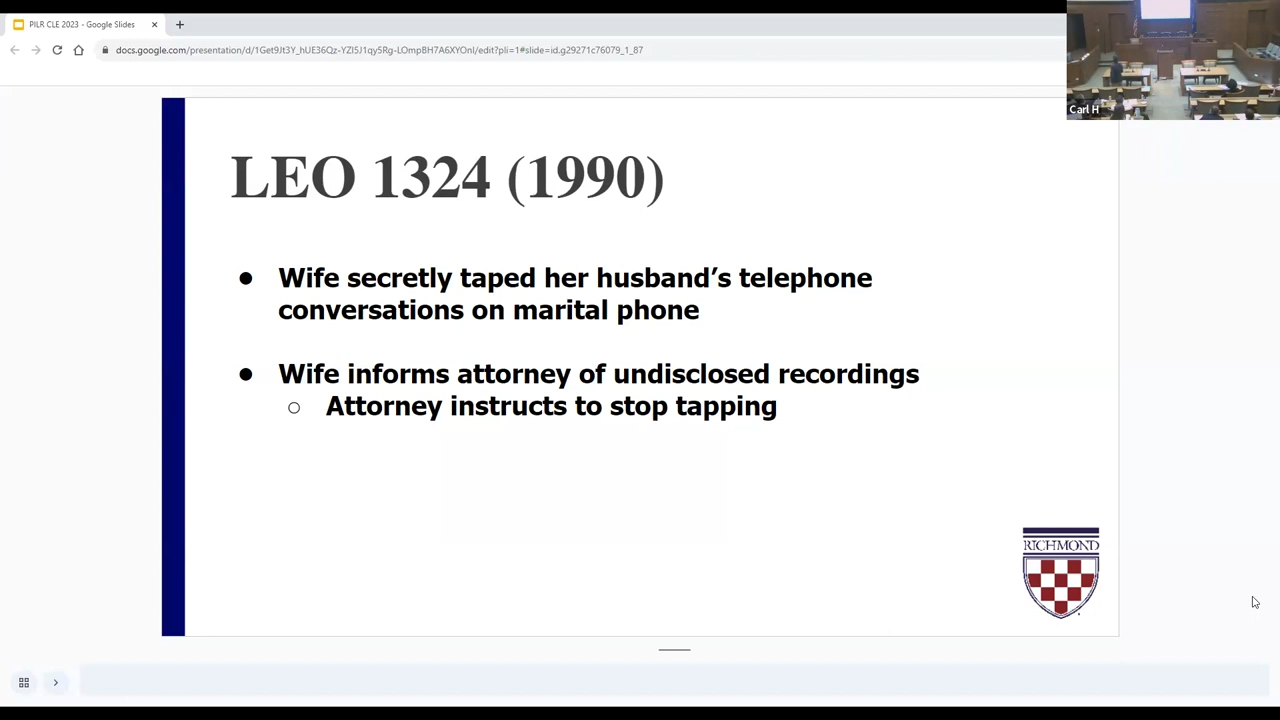 PILR CLE 2023 - Google Slides
docs.google.com/presentation/d/1Get9Jt3Y_hUE36Qz-YZI5J1qy5Rg-LOmpBH7A6XYOnI/edit?pli=1#slide=id.g29271c76079_1_87
Carl H
LEO 1324 (1990)
● Wife secretly taped her husband’s telephone
conversations on marital phone
● Wife informs attorney of undisclosed recordings
○ Attorney instructs to stop tapping
RICHMOND